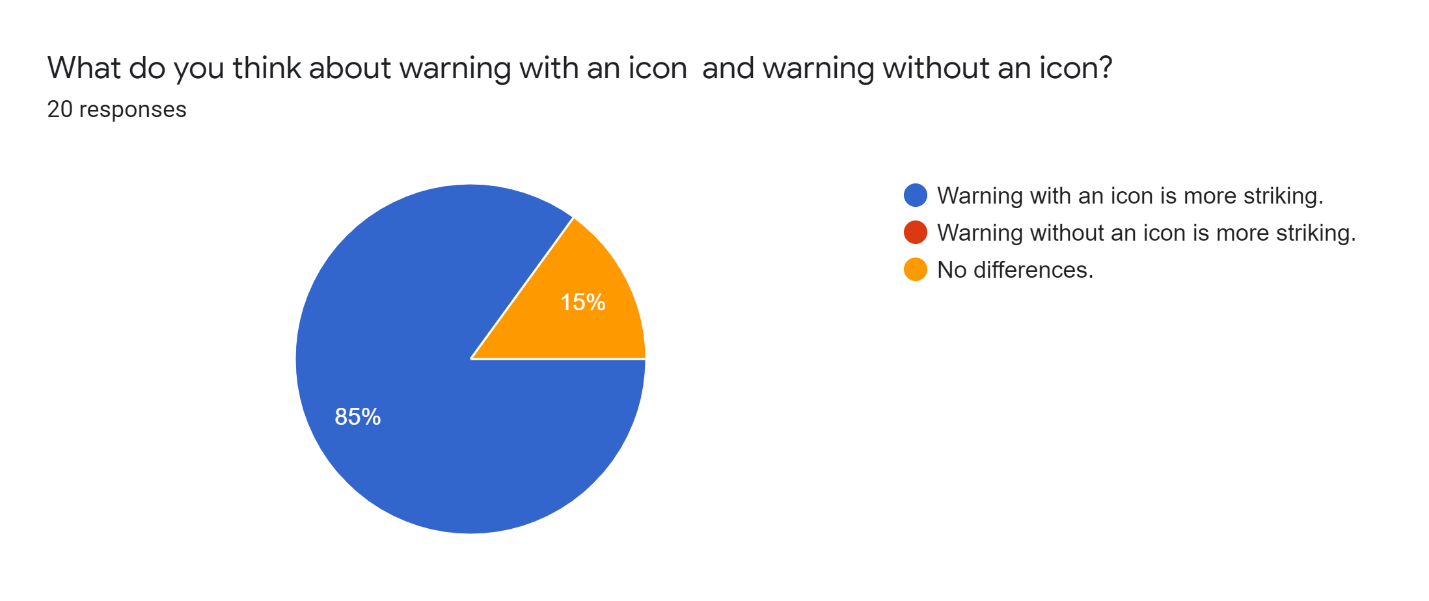 What do you think about warning with an icon  and warning without an icon?
20 responses
Warning with an icon is more striking.
Warning without an icon is more striking.
No differences.
15%
85%